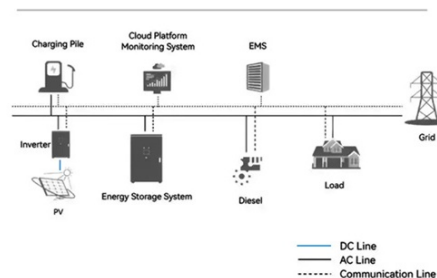 Charging Pile
Cloud Platform
Monitoring System
EMS
Inverter
Grid
PV
Energy Storage System
Diesel
Load
DC Line
AC Line
Communication Line